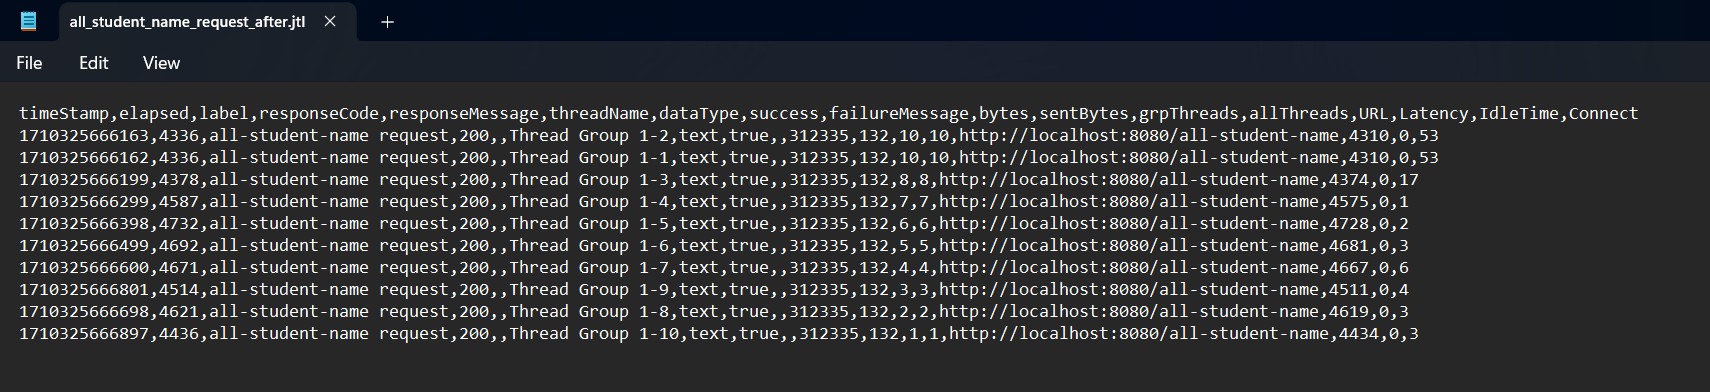 all_student_name_request_after.jtl
File Edit View
timeStamp,elapsed,label,responseCode,responseMessage,threadName,dataType,success,failureMessage,bytes,sentBytes,grpThreads,allThreads,URL,Latency,IdleTime,Connect
1710325666163,4336,all-student-name request,200,,Thread Group 1-2,text,true,,312335,132,10,10,http://localhost:8080/all-student-name,4310,0,53
1710325666162,4336,all-student-name request,200,,Thread Group 1-1,text,true,,312335,132,10,10,http://localhost:8080/all-student-name,4310,0,53
1710325666199,4378,all-student-name request,200,,Thread Group 1-3,text,true,,312335,132,8,8,http://localhost:8080/all-student-name,4374,0,17
1710325666299,4587,all-student-name request,200,,Thread Group 1-4,text,true,,312335,132,7,7,http://localhost:8080/all-student-name,4575,0,1
1710325666398,4732,all-student-name request,200,,Thread Group 1-5,text,true,,312335,132,6,6,http://localhost:8080/all-student-name,4728,0,2
1710325666499,4692,all-student-name request,200,,Thread Group 1-6,text,true,,312335,132,5,5,http://localhost:8080/all-student-name,4681,0,3
1710325666600,4671,all-student-name request,200,,Thread Group 1-7,text,true,,312335,132,4,4,http://localhost:8080/all-student-name,4667,0,6
1710325666801,4514,all-student-name request,200,,Thread Group 1-9,text,true,,312335,132,3,3,http://localhost:8080/all-student-name,4511,0,4
1710325666698,4621,all-student-name request,200,,Thread Group 1-8,text,true,,312335,132,2,2,http://localhost:8080/all-student-name,4619,0,3
1710325666897,4436,all-student-name request,200,,Thread Group 1-10,text,true,,312335,132,1,1,http://localhost:8080/all-student-name,4434,0,3